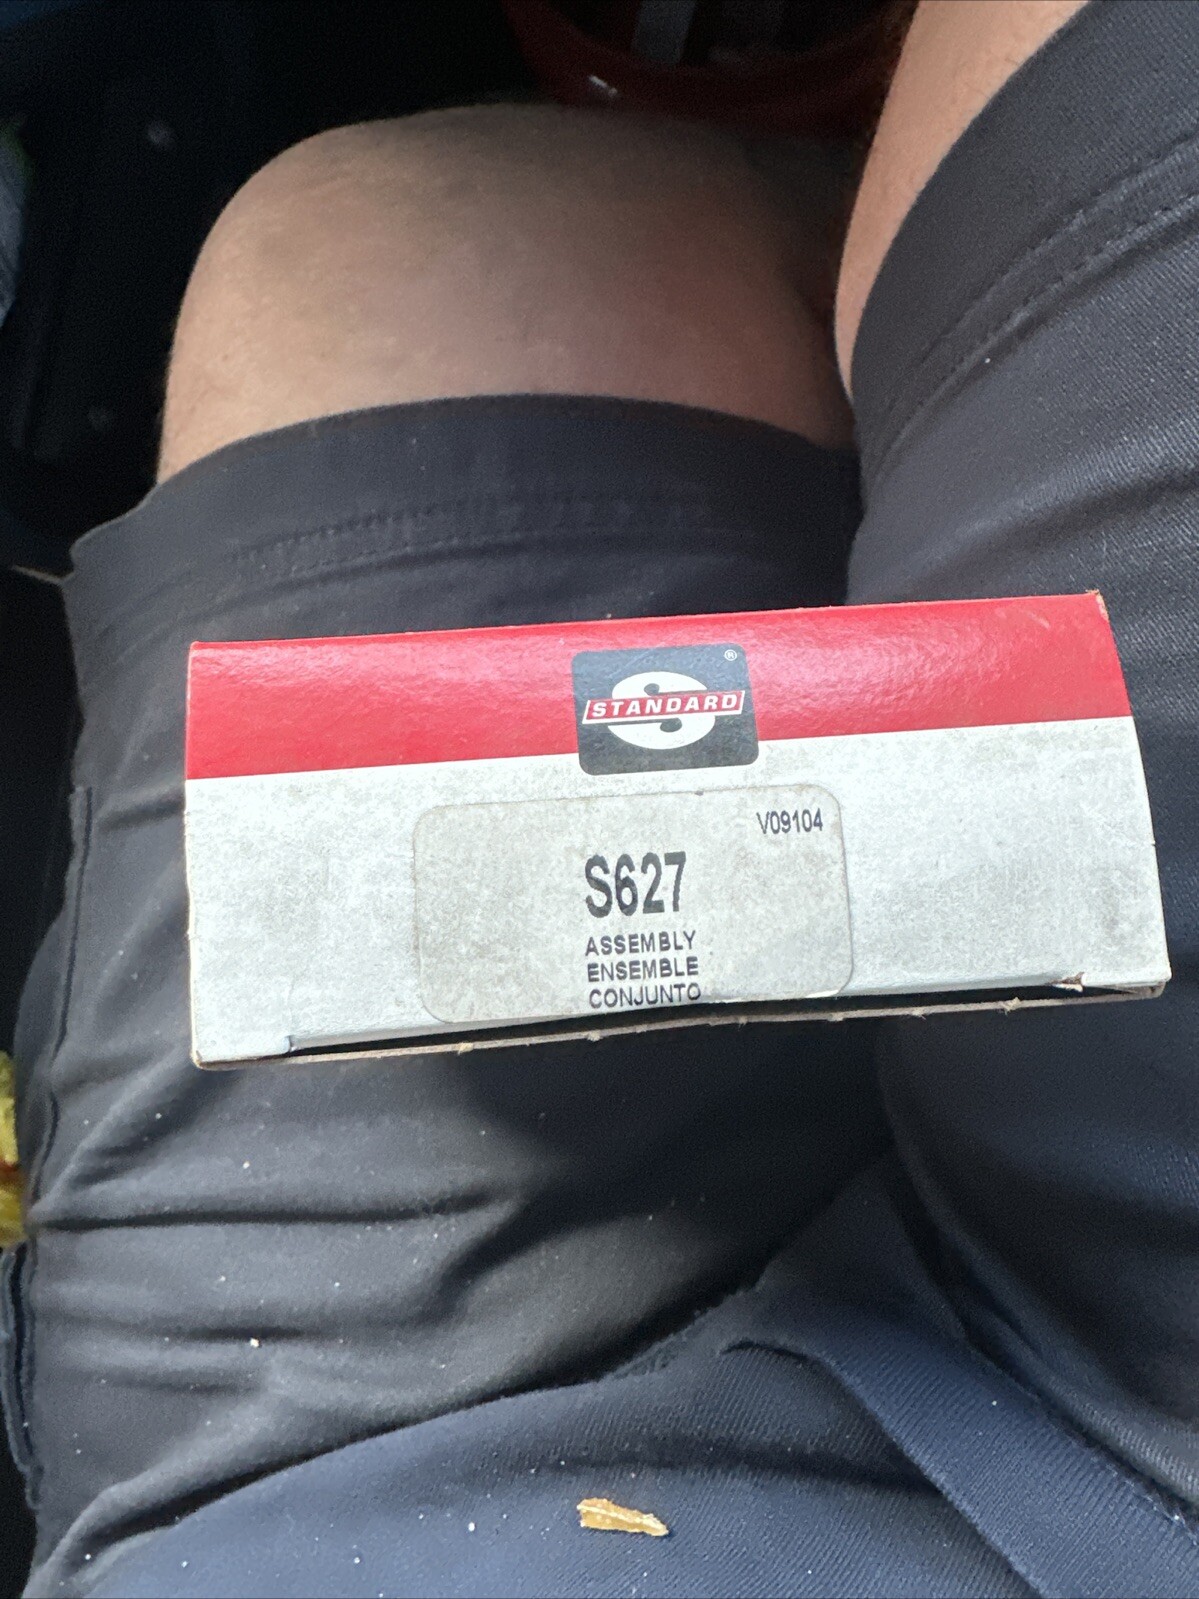 ®
STANDARD
V09104
S627
ASSEMBLY
ENSEMBLE
CONJUNTO